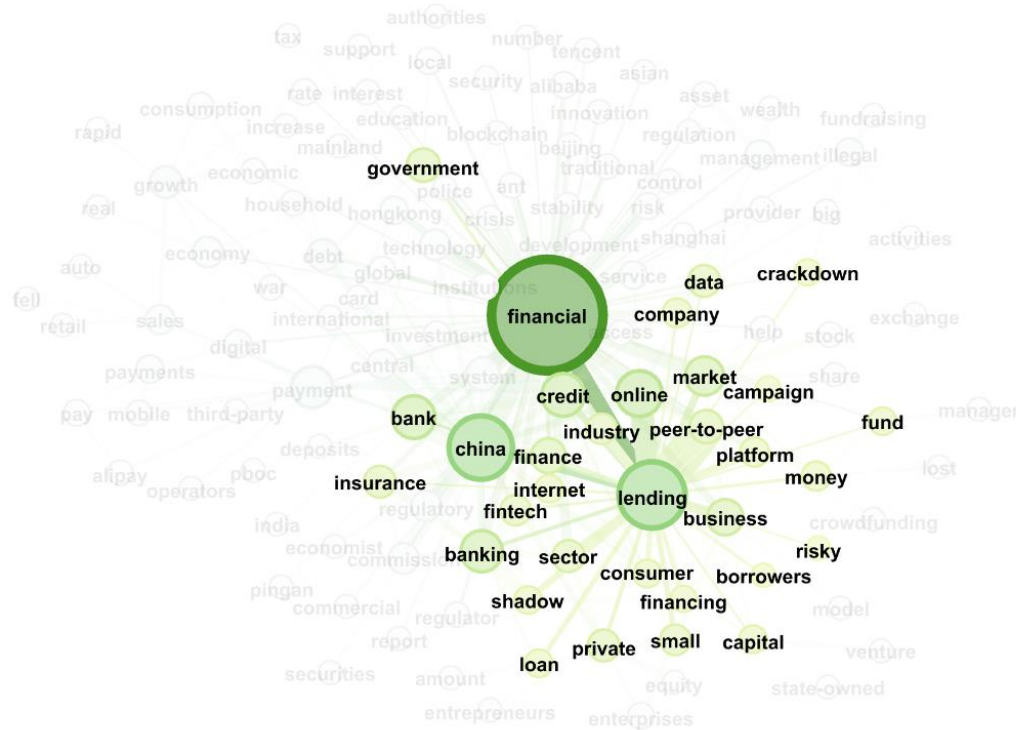 authorities
tax
support
number
tencent
local
security
alibaba
asian
rate
interest
asset
wealth
consumption
education
innovation
fundraising
rapid
increase
blockchain
regulation
mainland
beijing
government
economic
traditional
management
illegal
growth
police
ant
control
real
household
hongkong
crisis
stability
risk
provider
big
economy
debt
technology
development
shanghai
activities
auto
war
global
institutions
service
data
crackdown
fell
card
retail
sales
international
financial
company
exchange
digital
investment
access
help
stock
payments
central
system
market
share
payment
credit
online
campaign
pay
mobile
third-party
bank
industry
peer-to-peer
fund
manager
deposits
china
finance
platform
alipay
pboc
insurance
internet
lending
money
lost
operators
regulatory
fintech
business
india
crowdfunding
economist
commission
banking
sector
risky
pingan
consumer
borrowers
commercial
shadow
financing
model
regulator
report
private
small
capital
securities
loan
venture
amount
equity
state-owned
entrepreneurs
enterprises